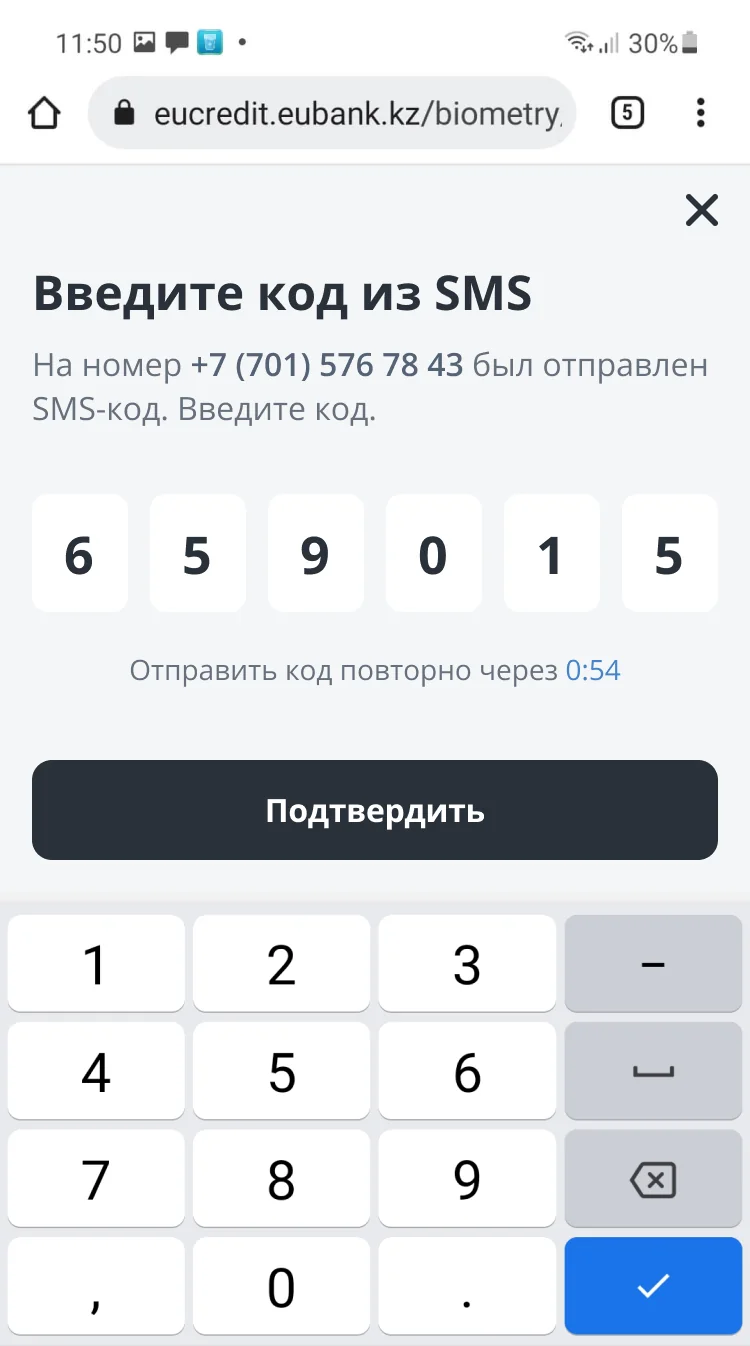 11:50 30%
eucredit.eubank.kz/biometry 5
Введите код из SMS
На номер +7 (701) 576 78 43 был отправлен
SMS-код. Введите код.
6 5 9 0 1 5
Отправить код повторно через 0:54
Подтвердить
1 2 3 –
4 5 6
7 8 9
, 0 .